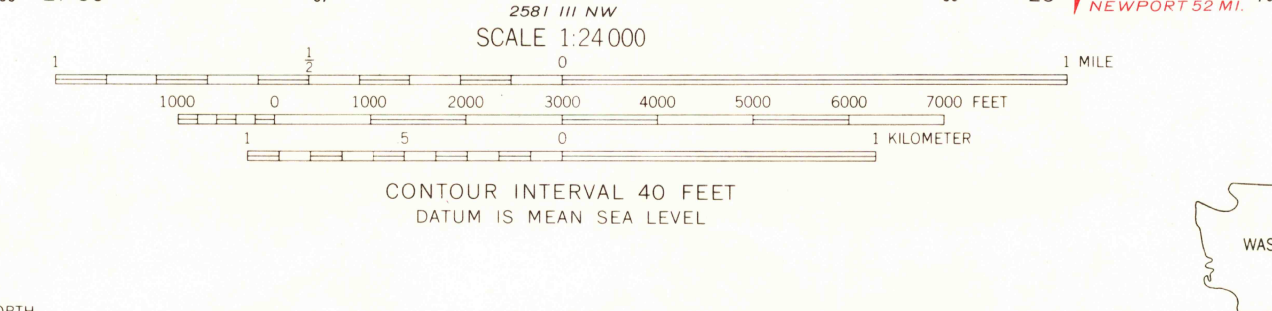 2581 III NW
NEWPORT 52 MI.
SCALE 1:24 000
1 1/2 0 1 MILE
1000 0 1000 2000 3000 4000 5000 6000 7000 FEET
1 .5 0 1 KILOMETER
CONTOUR INTERVAL 40 FEET
DATUM IS MEAN SEA LEVEL